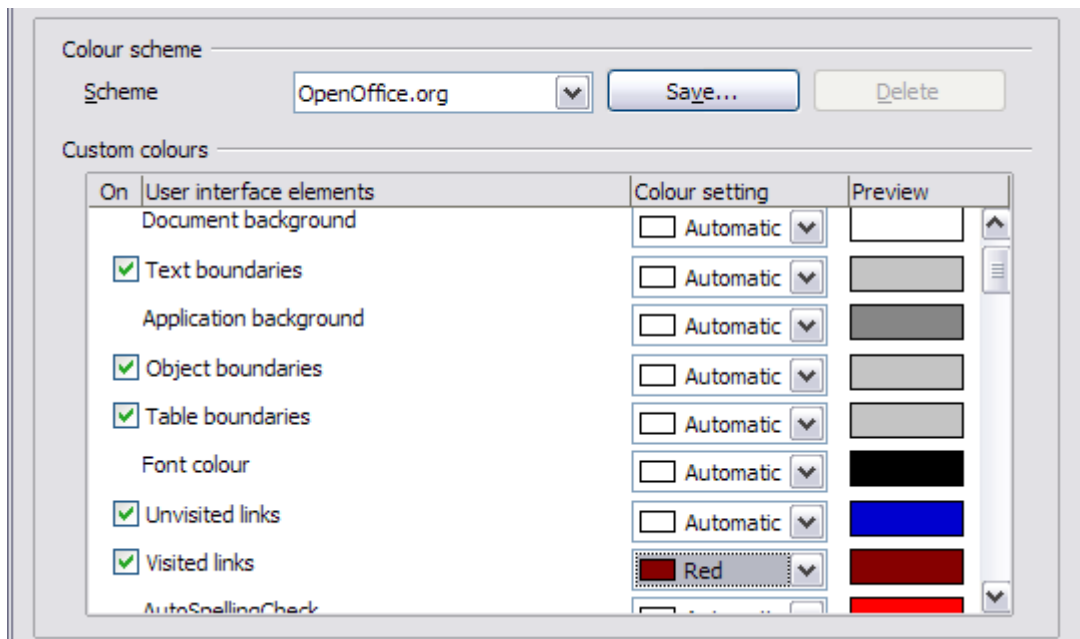 Colour scheme
Scheme OpenOffice.org Save... Delete
Custom colours
On User interface elements Colour setting Preview
Document background Automatic
Text boundaries Automatic
Application background Automatic
Object boundaries Automatic
Table boundaries Automatic
Font colour Automatic
Unvisited links Automatic
Visited links Red
AutoSpellingCheck Automatic